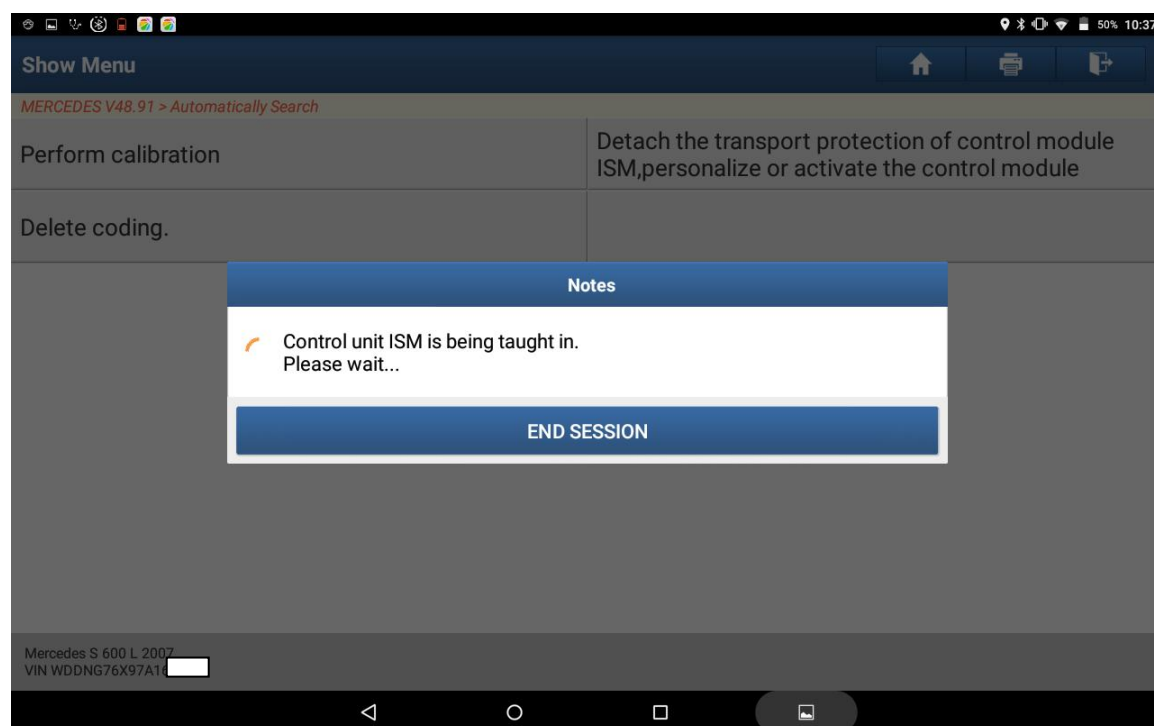 50% 10:37
Show Menu
MERCEDES V48.91 > Automatically Search
Perform calibration
Detach the transport protection of control module
ISM,personalize or activate the control module
Delete coding.
Notes
Control unit ISM is being taught in.
Please wait...
END SESSION
Mercedes S 600 L 2007
VIN WDDNG76X97A16